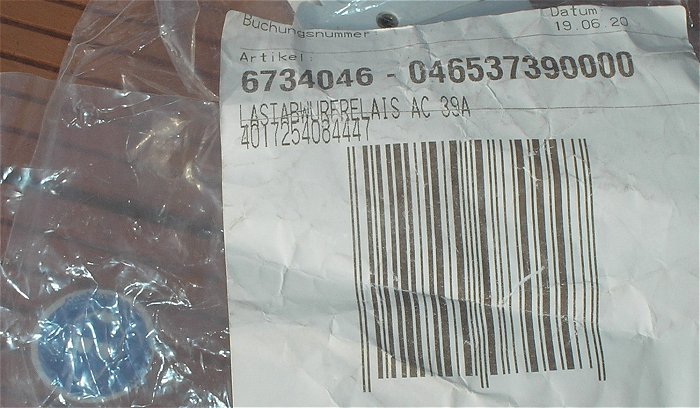 Buchungsnummer
Datum
19.06.20
Artikel:
6734046 - 046537390000
LASTABWURFRELAIS AC 39A
4017254084447